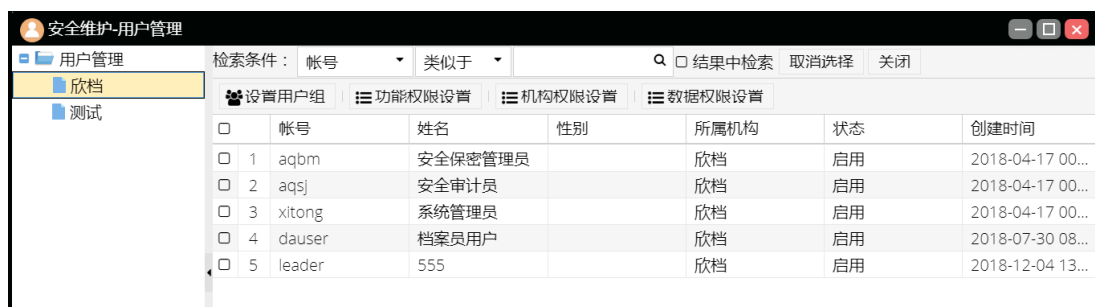 安全维护-用户管理
用户管理
欣档
测试
检索条件： 帐号 类似于 结果中检索 取消选择 关闭
设置用户组 功能权限设置 机构权限设置 数据权限设置
帐号 姓名 性别 所属机构 状态 创建时间
1 aqbm 安全保密管理员 欣档 启用 2018-04-17 00...
2 aqsj 安全审计员 欣档 启用 2018-04-17 00...
3 xitong 系统管理员 欣档 启用 2018-04-17 00...
4 dauser 档案员用户 欣档 启用 2018-07-30 08...
5 leader 555 欣档 启用 2018-12-04 13...